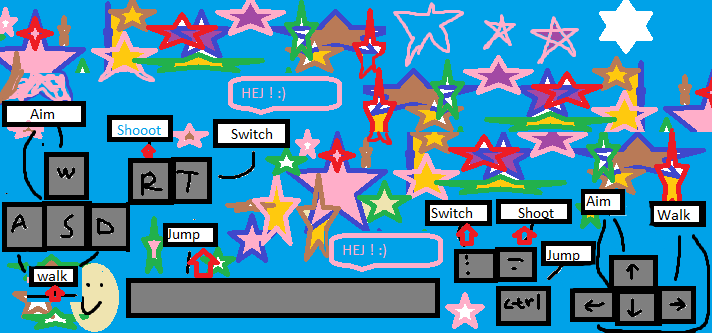 HEJ ! :)
Aim
Shooot
Switch
W
R T
A S D
Jump
walk
HEJ ! :)
Switch
Shoot
Aim
Walk
Jump
: -
ctrl
↑
← ↓ →